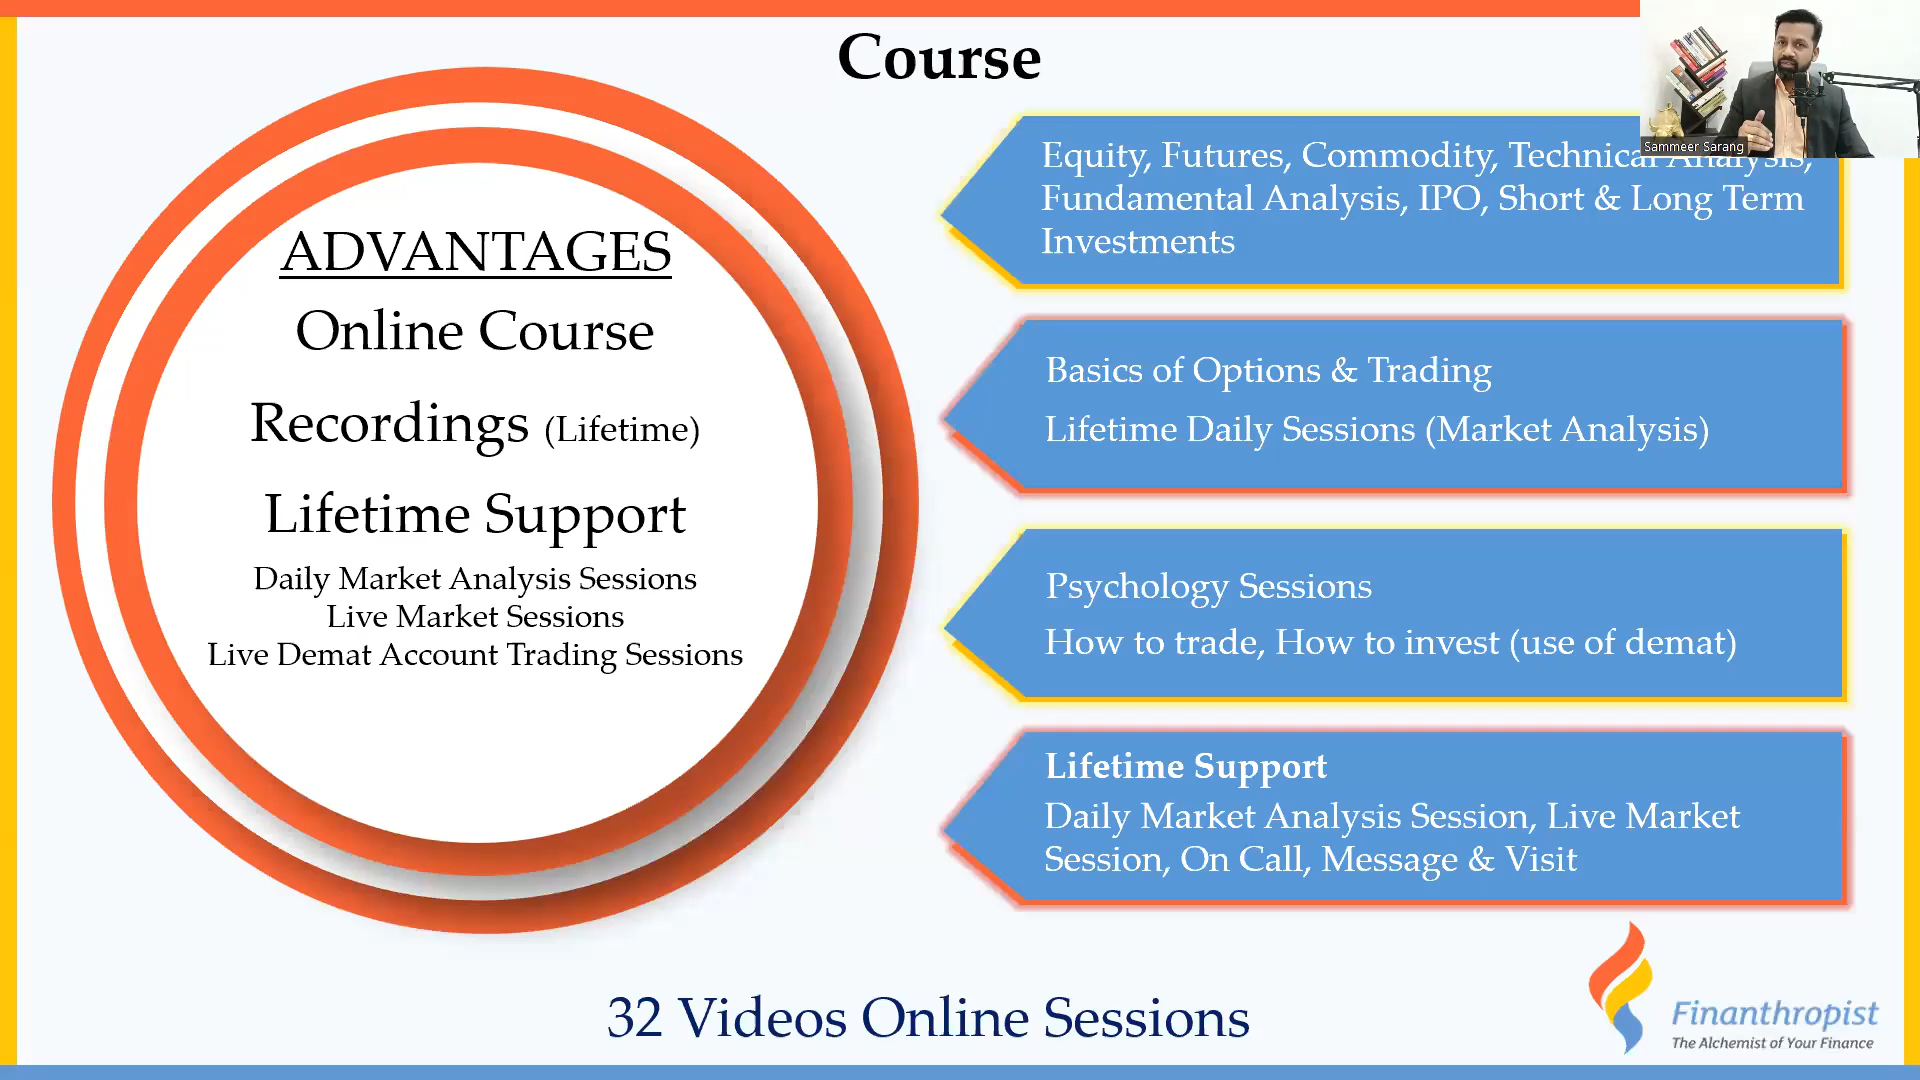 Course
Sammeer Sarang
ADVANTAGES
Online Course
Recordings (Lifetime)
Lifetime Support
Daily Market Analysis Sessions
Live Market Sessions
Live Demat Account Trading Sessions
Equity, Futures, Commodity, Technical Analysis,
Fundamental Analysis, IPO, Short & Long Term
Investments
Basics of Options & Trading
Lifetime Daily Sessions (Market Analysis)
Psychology Sessions
How to trade, How to invest (use of demat)
Lifetime Support
Daily Market Analysis Session, Live Market
Session, On Call, Message & Visit
32 Videos Online Sessions
Finanthropist
The Alchemist of Your Finance